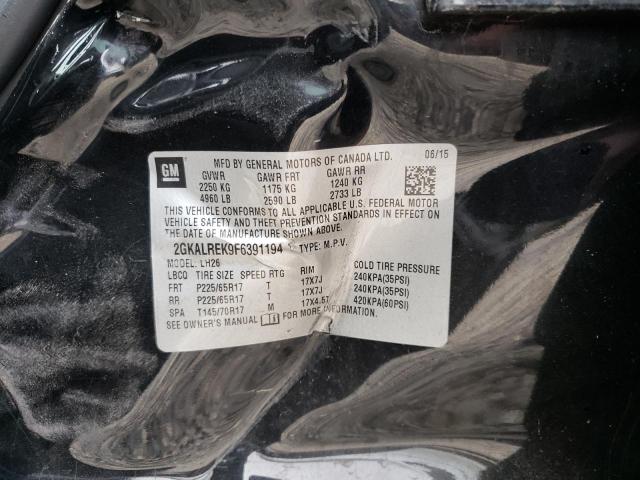 GM
MFD BY GENERAL MOTORS OF CANADA LTD. 06/15
GVWR GAWR FRT GAWR RR
2250 KG 1175 KG 1240 KG
4960 LB 2590 LB 2733 LB
THIS VEHICLE CONFORMS TO ALL APPLICABLE U.S. FEDERAL MOTOR
VEHICLE SAFETY AND THEFT PREVENTION STANDARDS IN EFFECT ON
THE DATE OF MANUFACTURE SHOWN ABOVE.
2GKALREK9F6391194 TYPE: M.P.V.
MODEL: LH26
LBCQ TIRE SIZE SPEED RTG RIM COLD TIRE PRESSURE
FRT P225/65R17 T 17X7J 240KPA(35PSI)
RR P225/65R17 T 17X7J 240KPA(35PSI)
SPA T145/70R17 M 17X4.5T 420KPA(60PSI)
SEE OWNER'S MANUAL FOR MORE INFORMATION.